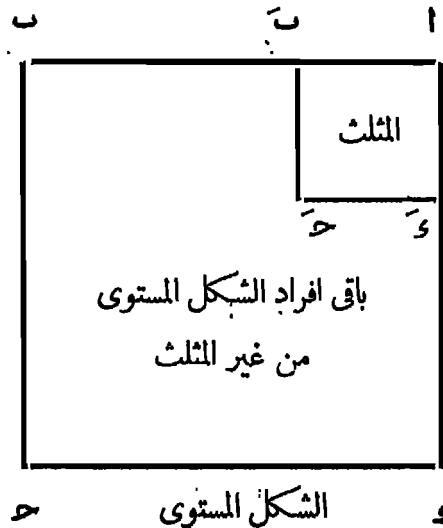 ا بَ ب
المثلث
ءَ حَ
باقى افراد الشكل المستوى
من غير المثلث
ء الشكل المستوى ح